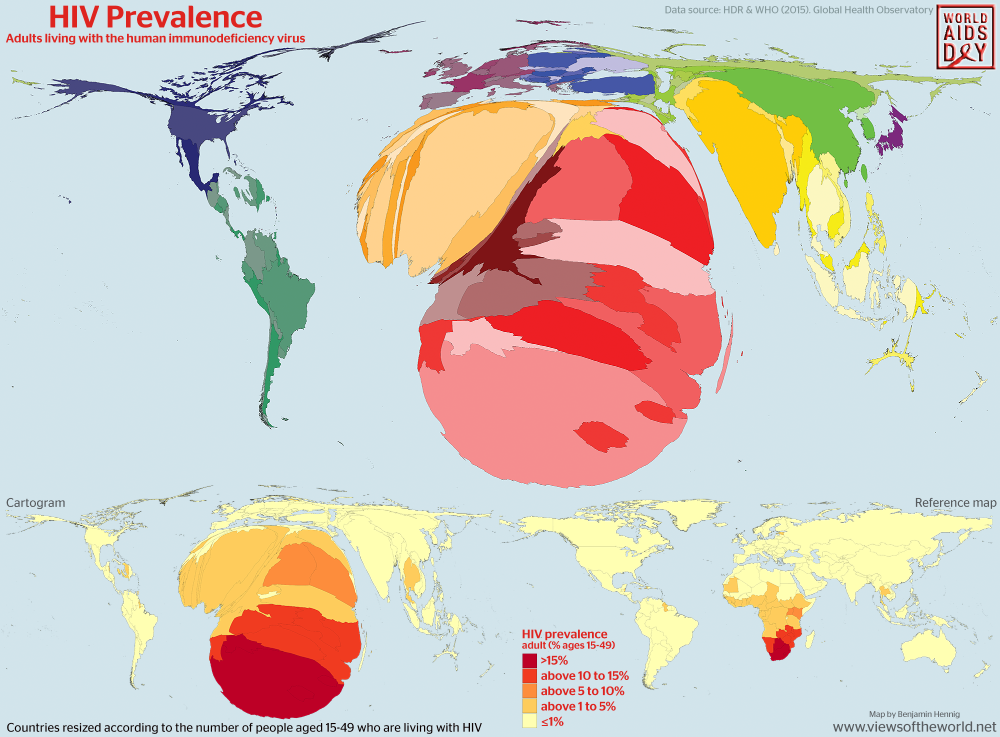 HIV Prevalence
Adults living with the human immunodeficiency virus
Data source: HDR & WHO (2015). Global Health Observatory
WORLD
AIDS
DAY
Cartogram
Reference map
HIV prevalence
adult (% ages 15-49)
>15%
above 10 to 15%
above 5 to 10%
above 1 to 5%
≤1%
Countries resized according to the number of people aged 15-49 who are living with HIV
Map by Benjamin Hennig
www.viewsoftheworld.net